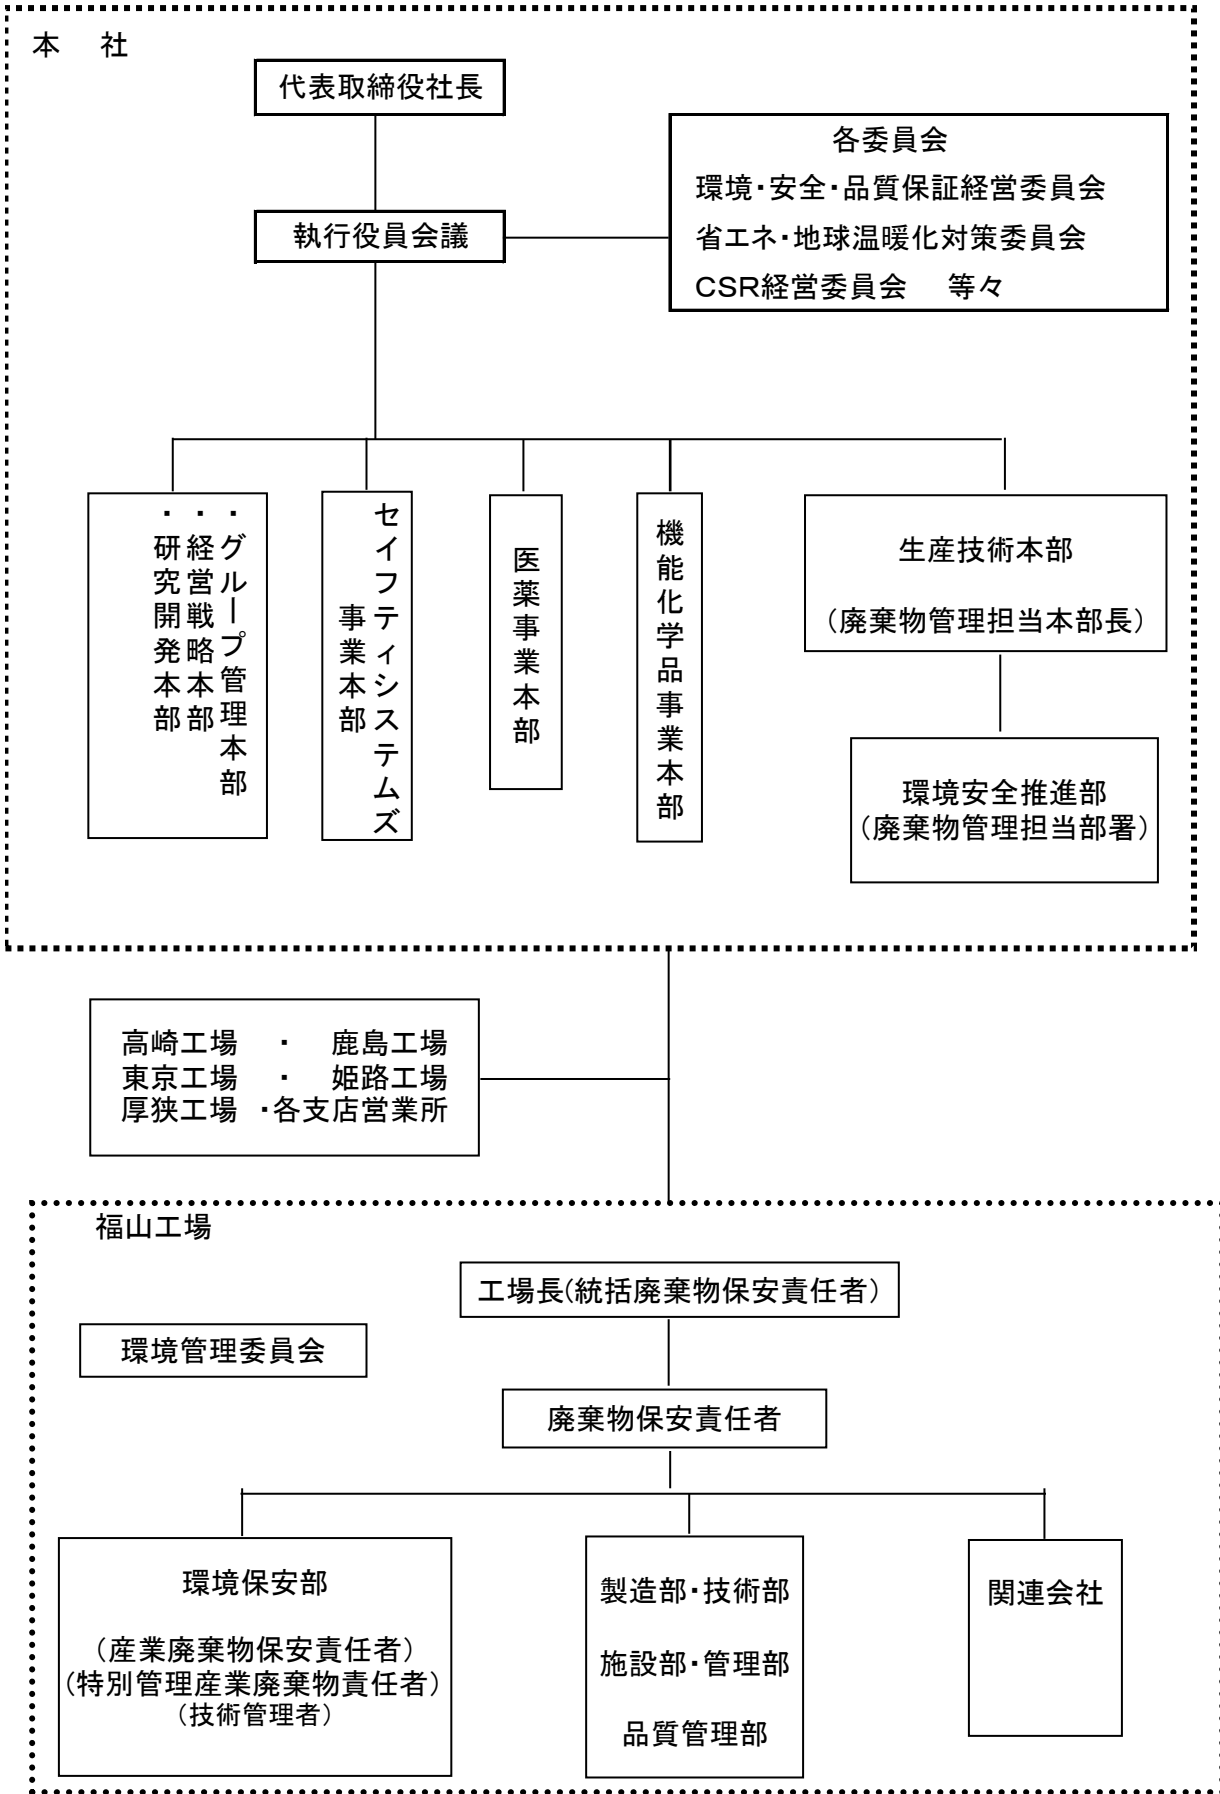 本　社
代表取締役社長
各委員会
環境・安全・品質保証経営委員会
執行役員会議
省エネ・地球温暖化対策委員会
CSR経営委員会　等々
・グループ管理本部
・経営戦略本部
・研究開発本部
セイフティシステムズ
事業本部
医薬事業本部
機能化学品事業本部
生産技術本部
（廃棄物管理担当本部長）
環境安全推進部
（廃棄物管理担当部署）
高崎工場　・　鹿島工場
東京工場　・　姫路工場
厚狭工場　・各支店営業所
福山工場
工場長（統括廃棄物保安責任者）
環境管理委員会
廃棄物保安責任者
環境保安部
（産業廃棄物保安責任者）
（特別管理産業廃棄物責任者）
（技術管理者）
製造部・技術部
施設部・管理部
品質管理部
関連会社